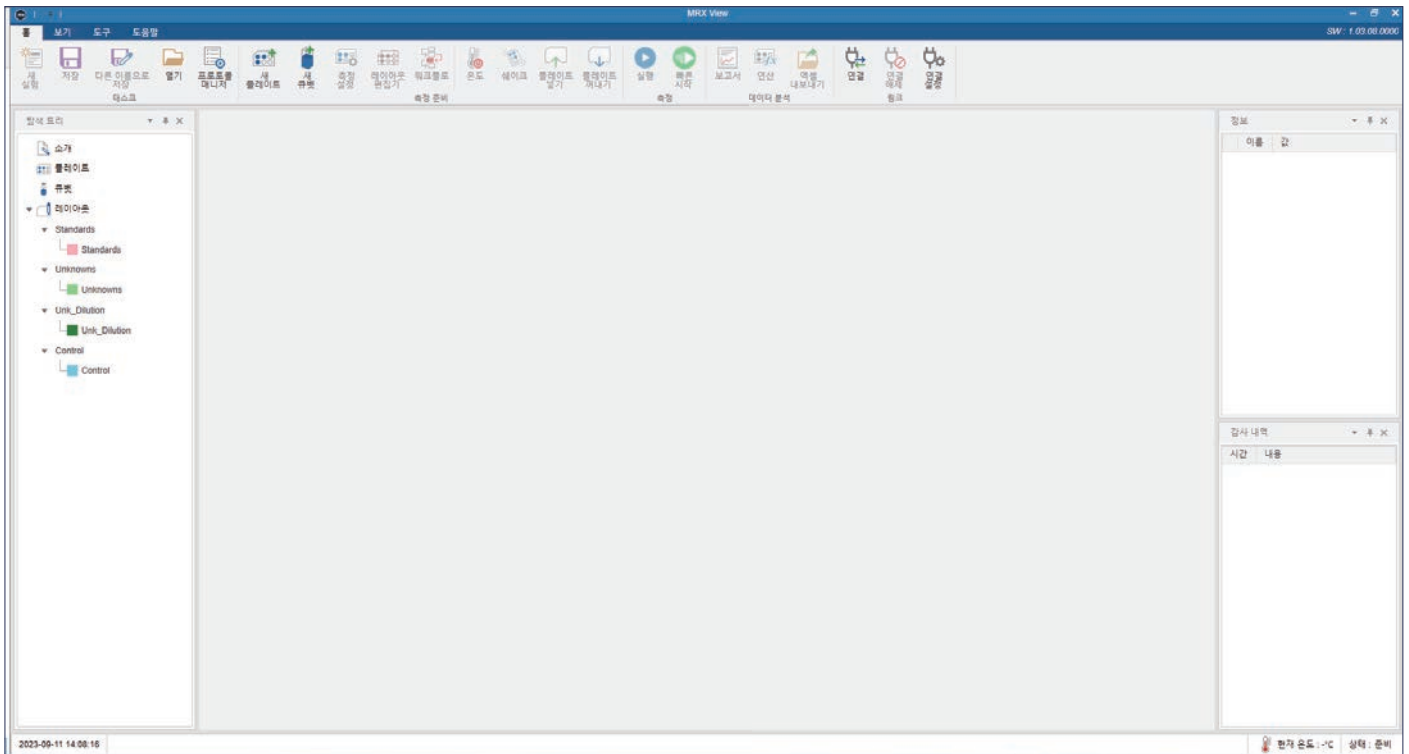 MRX View
홈 보기 도구 도움말
SW : 1.03.08.0000
새 실험
저장
다른 이름으로 저장
열기
프로토콜 매니저
새 플레이트
새 큐벳
측정 설정
레이아웃 편집기
워크플로
온도
쉐이크
플레이트 넣기
플레이트 꺼내기
실행
빠른 시작
보고서
연산
엑셀 내보내기
연결
연결 해제
연결 설정
태스크
측정 준비
측정
데이터 분석
링크
탐색 트리
소개
플레이트
큐벳
레이아웃
Standards
Standards
Unknowns
Unknowns
Unk_Dilution
Unk_Dilution
Control
Control
정보
이름 값
감사 내역
시간 내용
2023-09-11 14:08:16
현재 온도 : -°C
상태 : 준비